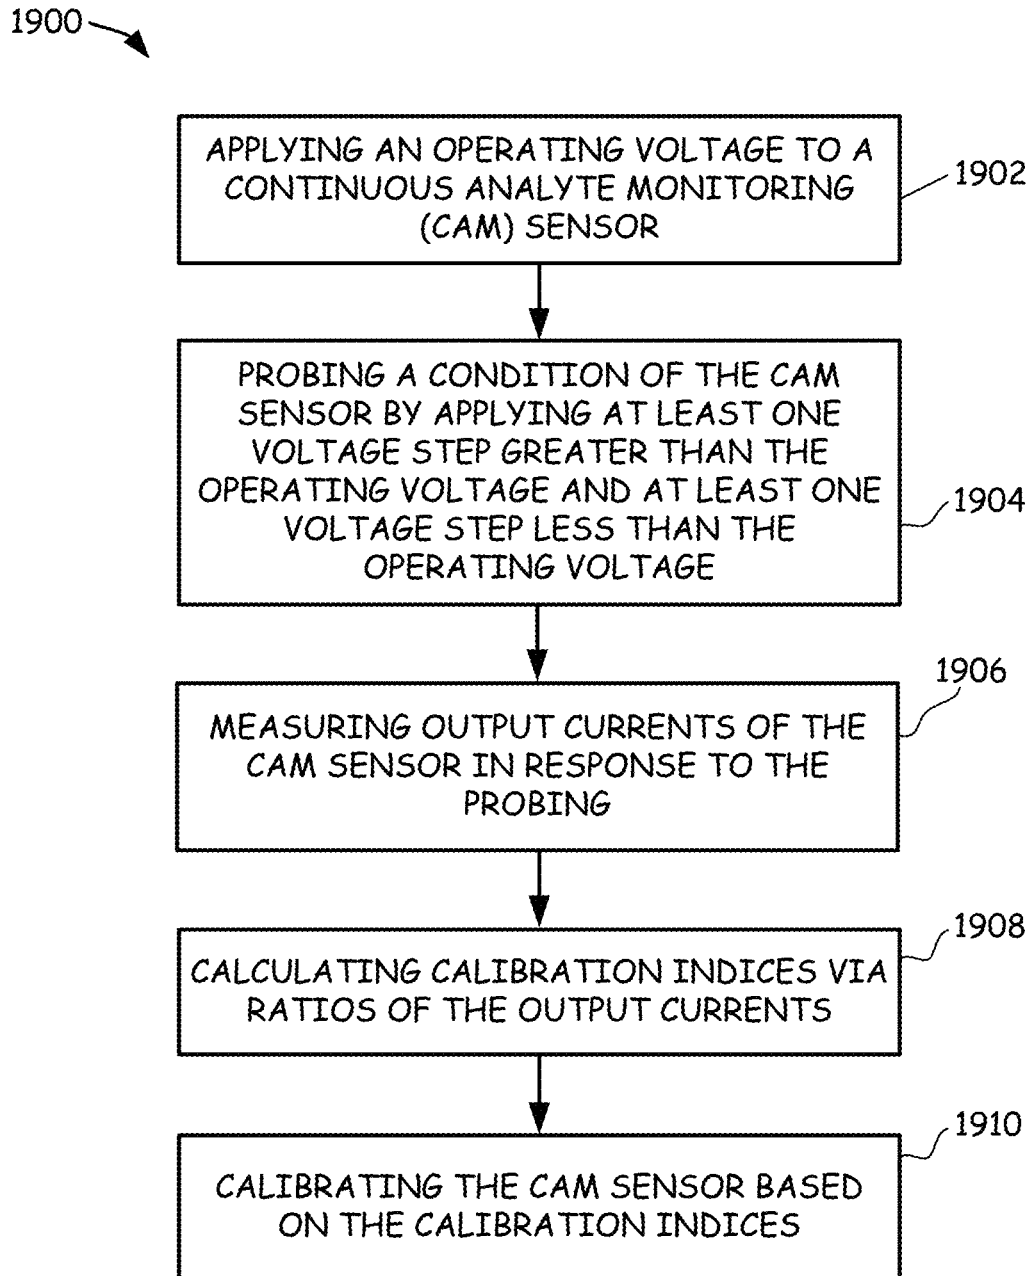 1900
APPLYING AN OPERATING VOLTAGE TO A
CONTINUOUS ANALYTE MONITORING
(CAM) SENSOR
1902
PROBING A CONDITION OF THE CAM
SENSOR BY APPLYING AT LEAST ONE
VOLTAGE STEP GREATER THAN THE
OPERATING VOLTAGE AND AT LEAST ONE
VOLTAGE STEP LESS THAN THE
OPERATING VOLTAGE
1904
MEASURING OUTPUT CURRENTS OF THE
CAM SENSOR IN RESPONSE TO THE
PROBING
1906
CALCULATING CALIBRATION INDICES VIA
RATIOS OF THE OUTPUT CURRENTS
1908
CALIBRATING THE CAM SENSOR BASED
ON THE CALIBRATION INDICES
1910